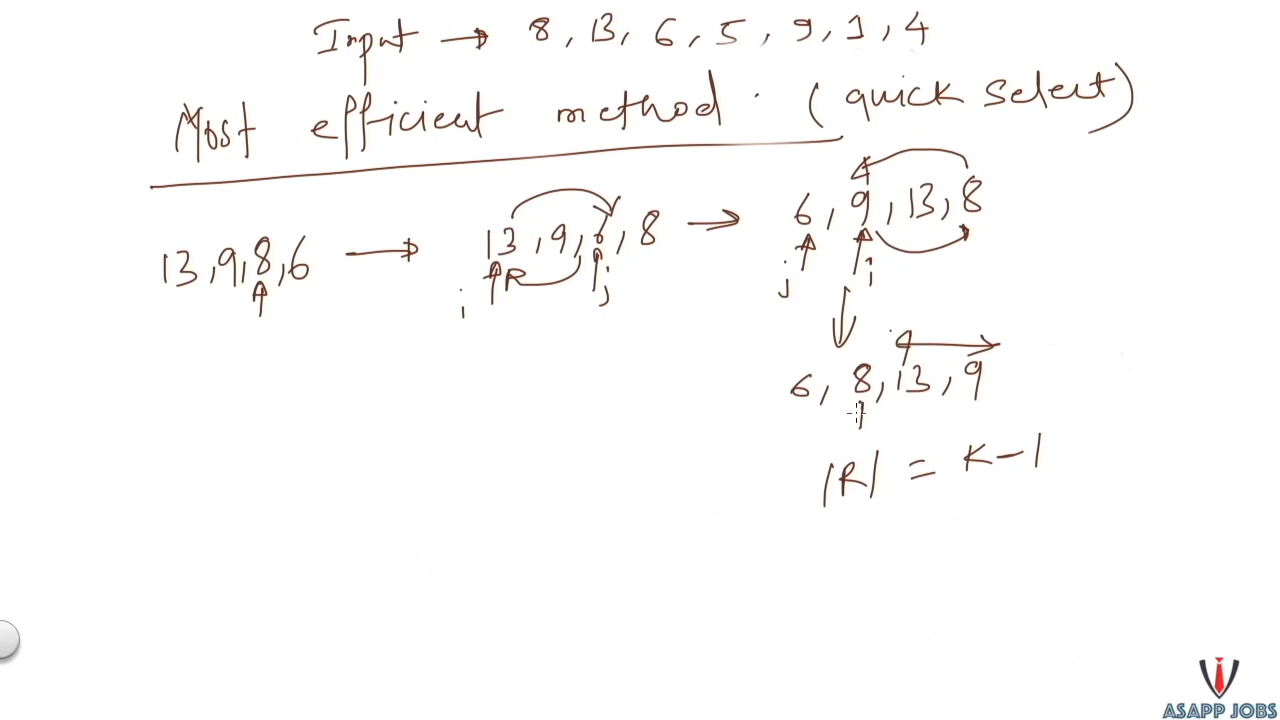 Input → 8, 13, 6, 5, 9, 1, 4
Most efficient method. (quick select)
13, 9, 8, 6 → 13, 9, 6, 8 → 6, 9, 13, 8
i R j j i
6, 8, 13, 9
|R| = K-1
ASAPP JOBS